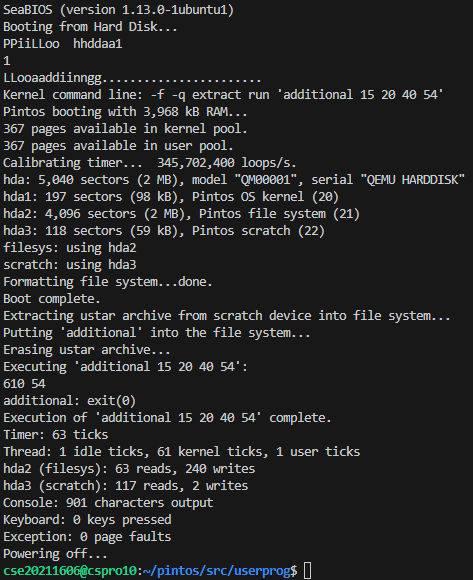 SeaBIOS (version 1.13.0-1ubuntu1)
Booting from Hard Disk...
PPiiLLoo  hhddaa1
1
LLooaaddiinngg......................
Kernel command line: -f -q extract run 'additional 15 20 40 54'
Pintos booting with 3,968 kB RAM...
367 pages available in kernel pool.
367 pages available in user pool.
Calibrating timer...  345,702,400 loops/s.
hda: 5,040 sectors (2 MB), model "QM00001", serial "QEMU HARDDISK"
hda1: 197 sectors (98 kB), Pintos OS kernel (20)
hda2: 4,096 sectors (2 MB), Pintos file system (21)
hda3: 118 sectors (59 kB), Pintos scratch (22)
filesys: using hda2
scratch: using hda3
Formatting file system...done.
Boot complete.
Extracting ustar archive from scratch device into file system...
Putting 'additional' into the file system...
Erasing ustar archive...
Executing 'additional 15 20 40 54':
610 54
additional: exit(0)
Execution of 'additional 15 20 40 54' complete.
Timer: 63 ticks
Thread: 1 idle ticks, 61 kernel ticks, 1 user ticks
hda2 (filesys): 63 reads, 240 writes
hda3 (scratch): 117 reads, 2 writes
Console: 901 characters output
Keyboard: 0 keys pressed
Exception: 0 page faults
Powering off...
cse20211606@cspro10:~/pintos/src/userprog$